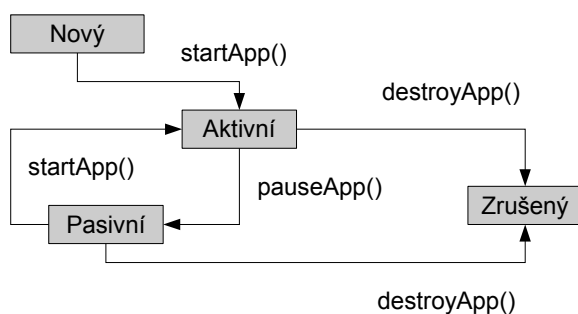 Nový
startApp()
destroyApp()
Aktivní
startApp()
pauseApp()
Pasivní
Zrušený
destroyApp()